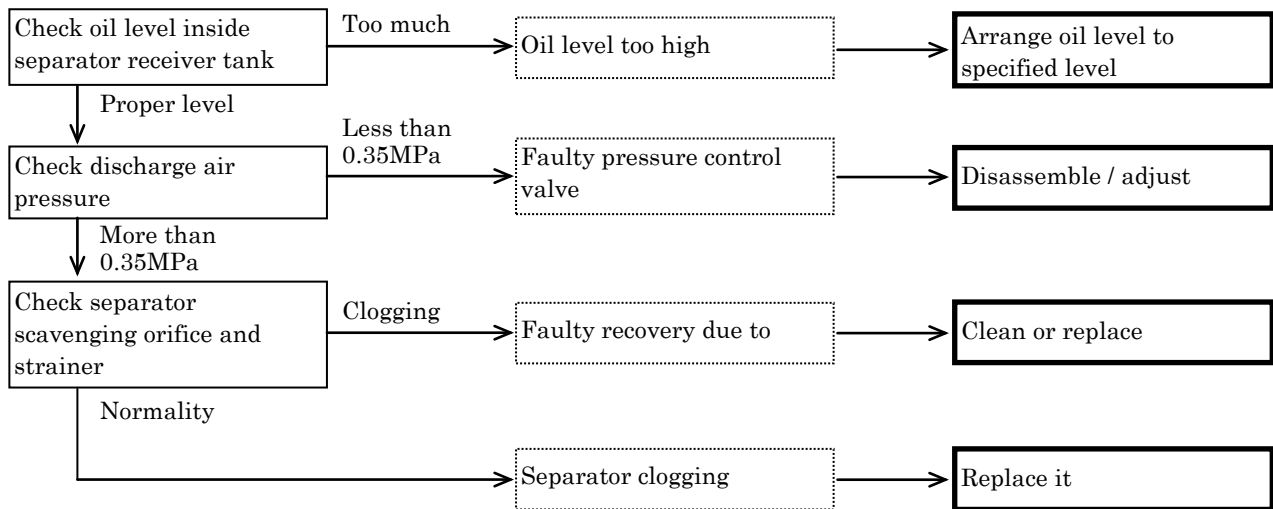 Check oil level inside
separator receiver tank
Too much
Oil level too high
Arrange oil level to
specified level
Proper level
Check discharge air
pressure
Less than
0.35MPa
Faulty pressure control
valve
Disassemble / adjust
More than
0.35MPa
Check separator
scavenging orifice and
strainer
Clogging
Faulty recovery due to
Clean or replace
Normality
Separator clogging
Replace it